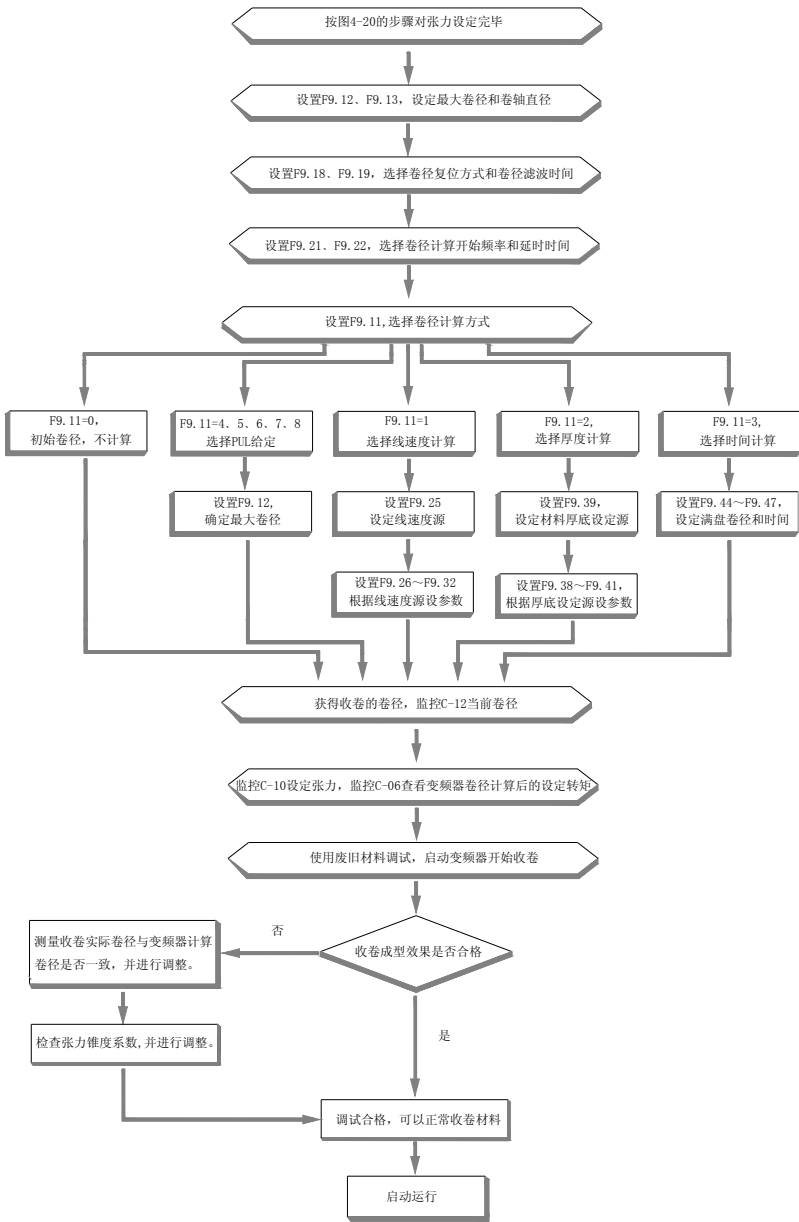 按图4-20的步骤对张力设定完毕
设置F9.12、F9.13，设定最大卷径和卷轴直径
设置F9.18、F9.19，选择卷径复位方式和卷径滤波时间
设置F9.21、F9.22，选择卷径计算开始频率和延时时间
设置F9.11,选择卷径计算方式
F9.11=0，
初始卷径，不计算
F9.11=4、5、6、7、8
选择PUL给定
F9.11=1
选择线速度计算
F9.11=2，
选择厚度计算
F9.11=3，
选择时间计算
设置F9.12,
确定最大卷径
设置F9.25
设定线速度源
设置F9.39，
设定材料厚底设定源
设置F9.44～F9.47，
设定满盘卷径和时间
设置F9.26～F9.32
根据线速度源设参数
设置F9.38～F9.41，
根据厚底设定源设参数
获得收卷的卷径，监控C-12当前卷径
监控C-10设定张力，监控C-06查看变频器卷径计算后的设定转矩
使用废旧材料调试，启动变频器开始收卷
收卷成型效果是否合格
否
测量收卷实际卷径与变频器计算
卷径是否一致，并进行调整。
检查张力锥度系数,并进行调整。
是
调试合格，可以正常收卷材料
启动运行